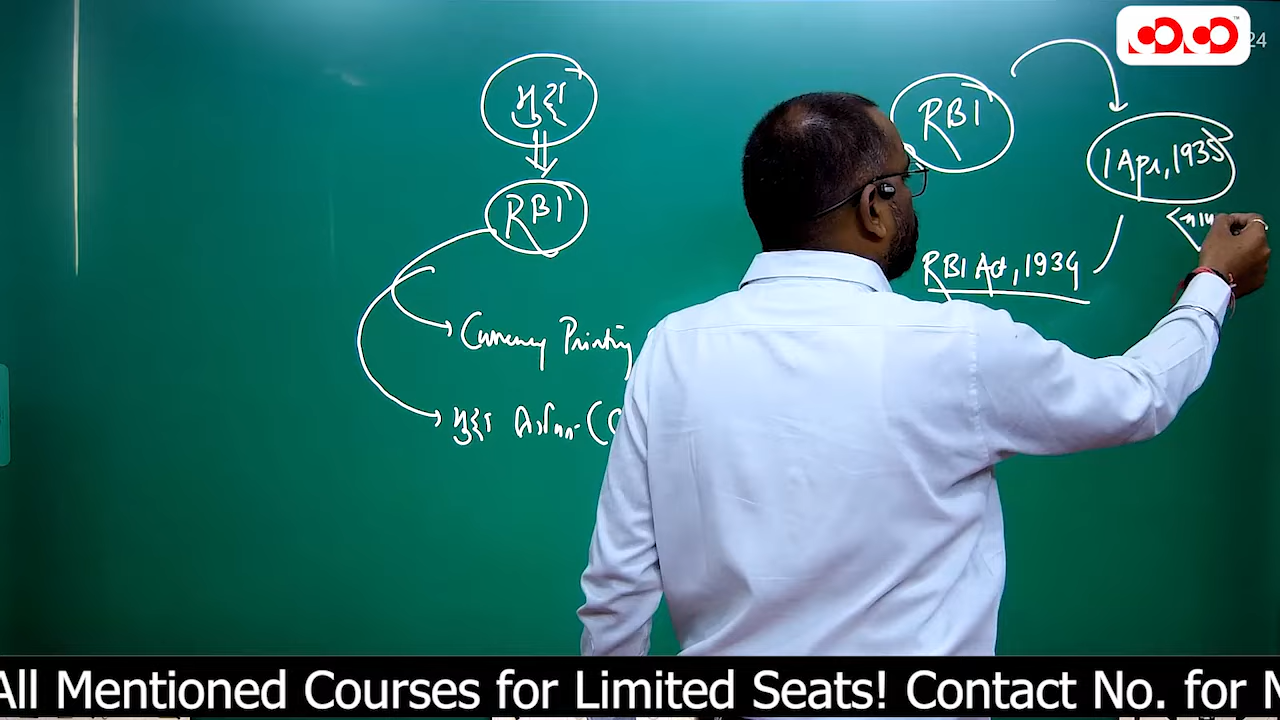 मुद्रा
RBI
Currency Printing
मुद्रा
RBI
1 Apr, 1935
RBI Act, 1934
24
All Mentioned Courses for Limited Seats! Contact No. for M